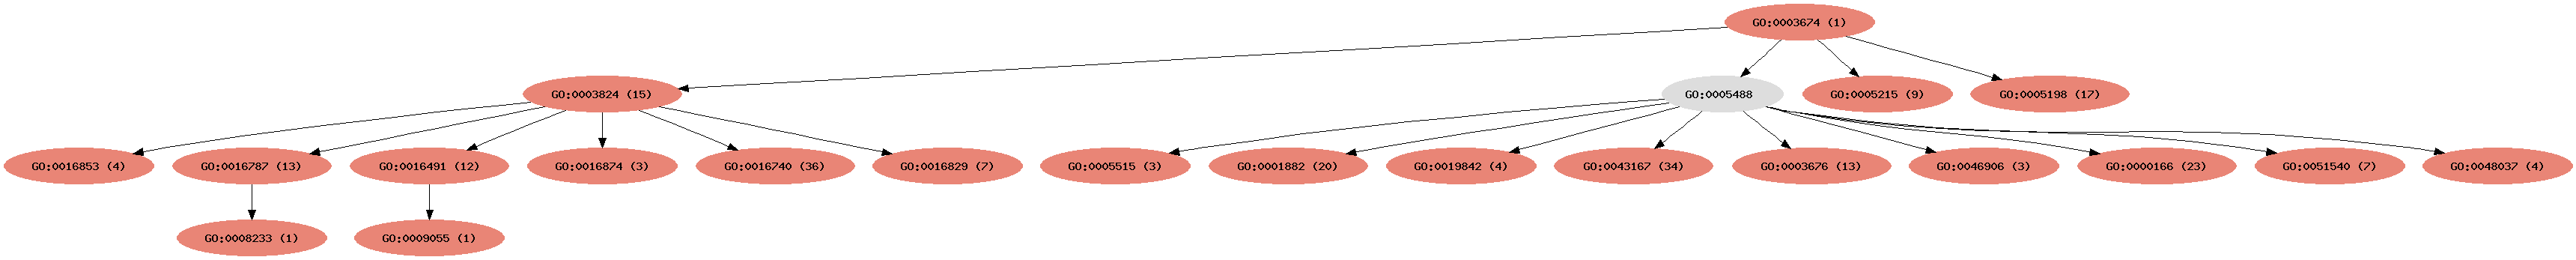 GO:0003674 (1)
GO:0003824 (15)
GO:0005488
GO:0005215 (9)
GO:0005198 (17)
GO:0016853 (4)
GO:0016787 (13)
GO:0016491 (12)
GO:0016874 (3)
GO:0016740 (36)
GO:0016829 (7)
GO:0005515 (3)
GO:0001882 (20)
GO:0019842 (4)
GO:0043167 (34)
GO:0003676 (13)
GO:0046906 (3)
GO:0000166 (23)
GO:0051540 (7)
GO:0048037 (4)
GO:0008233 (1)
GO:0009055 (1)